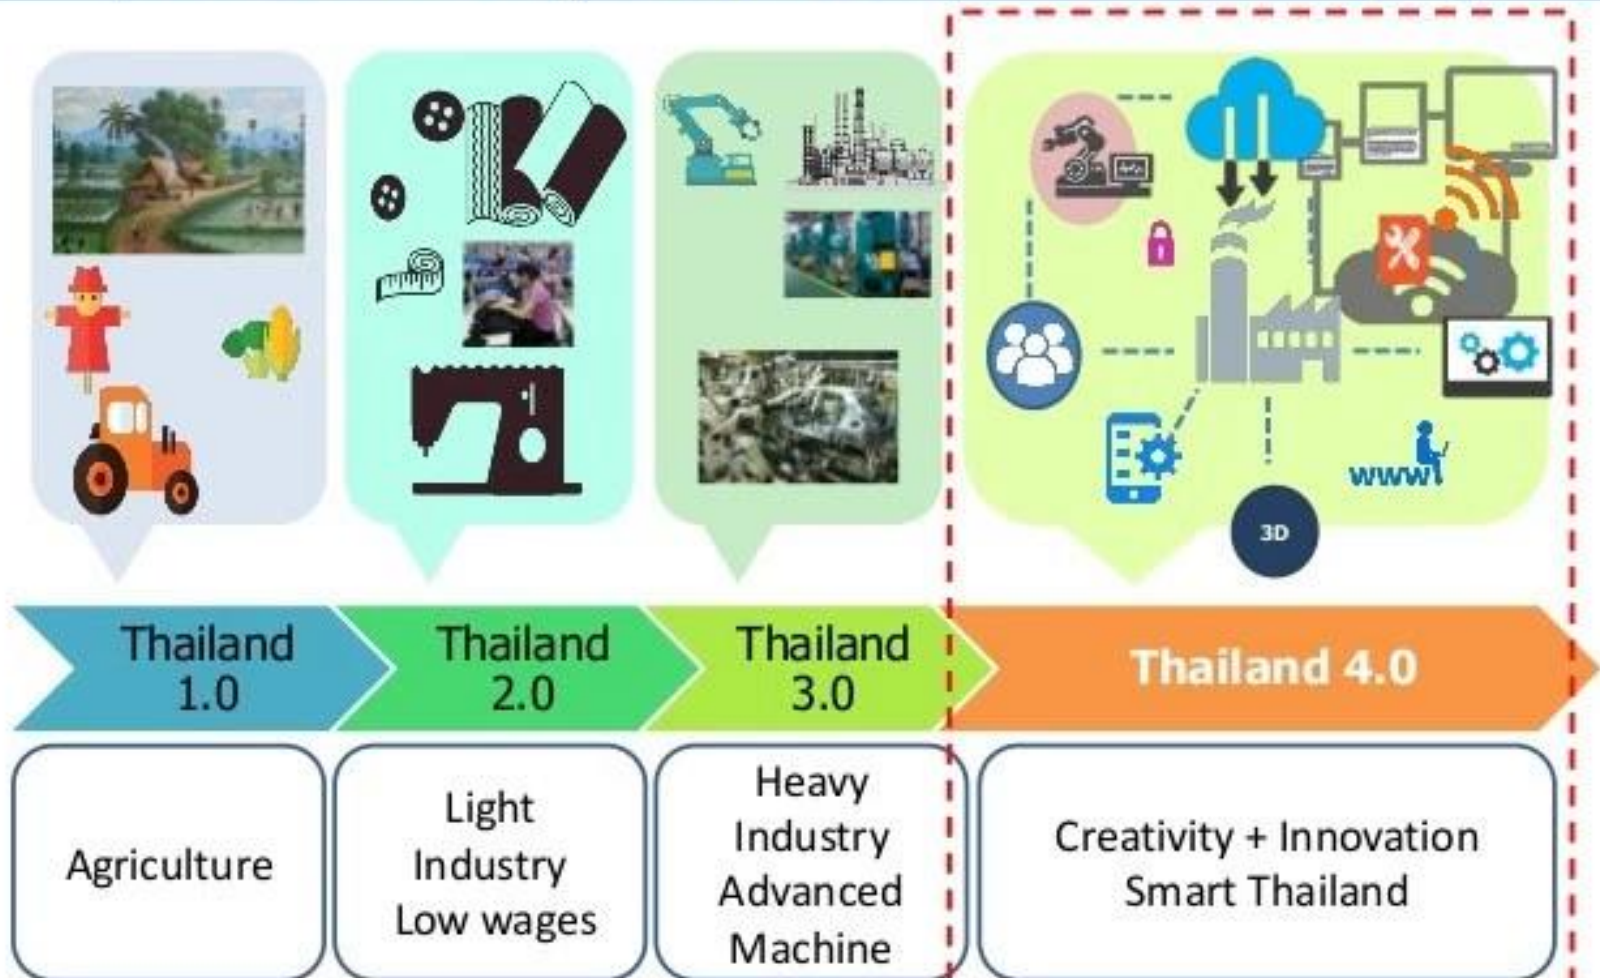 WWW
3D
Thailand
1.0
Thailand
2.0
Thailand
3.0
Thailand 4.0
Agriculture
Light
Industry
Low wages
Heavy
Industry
Advanced
Machine
Creativity + Innovation
Smart Thailand